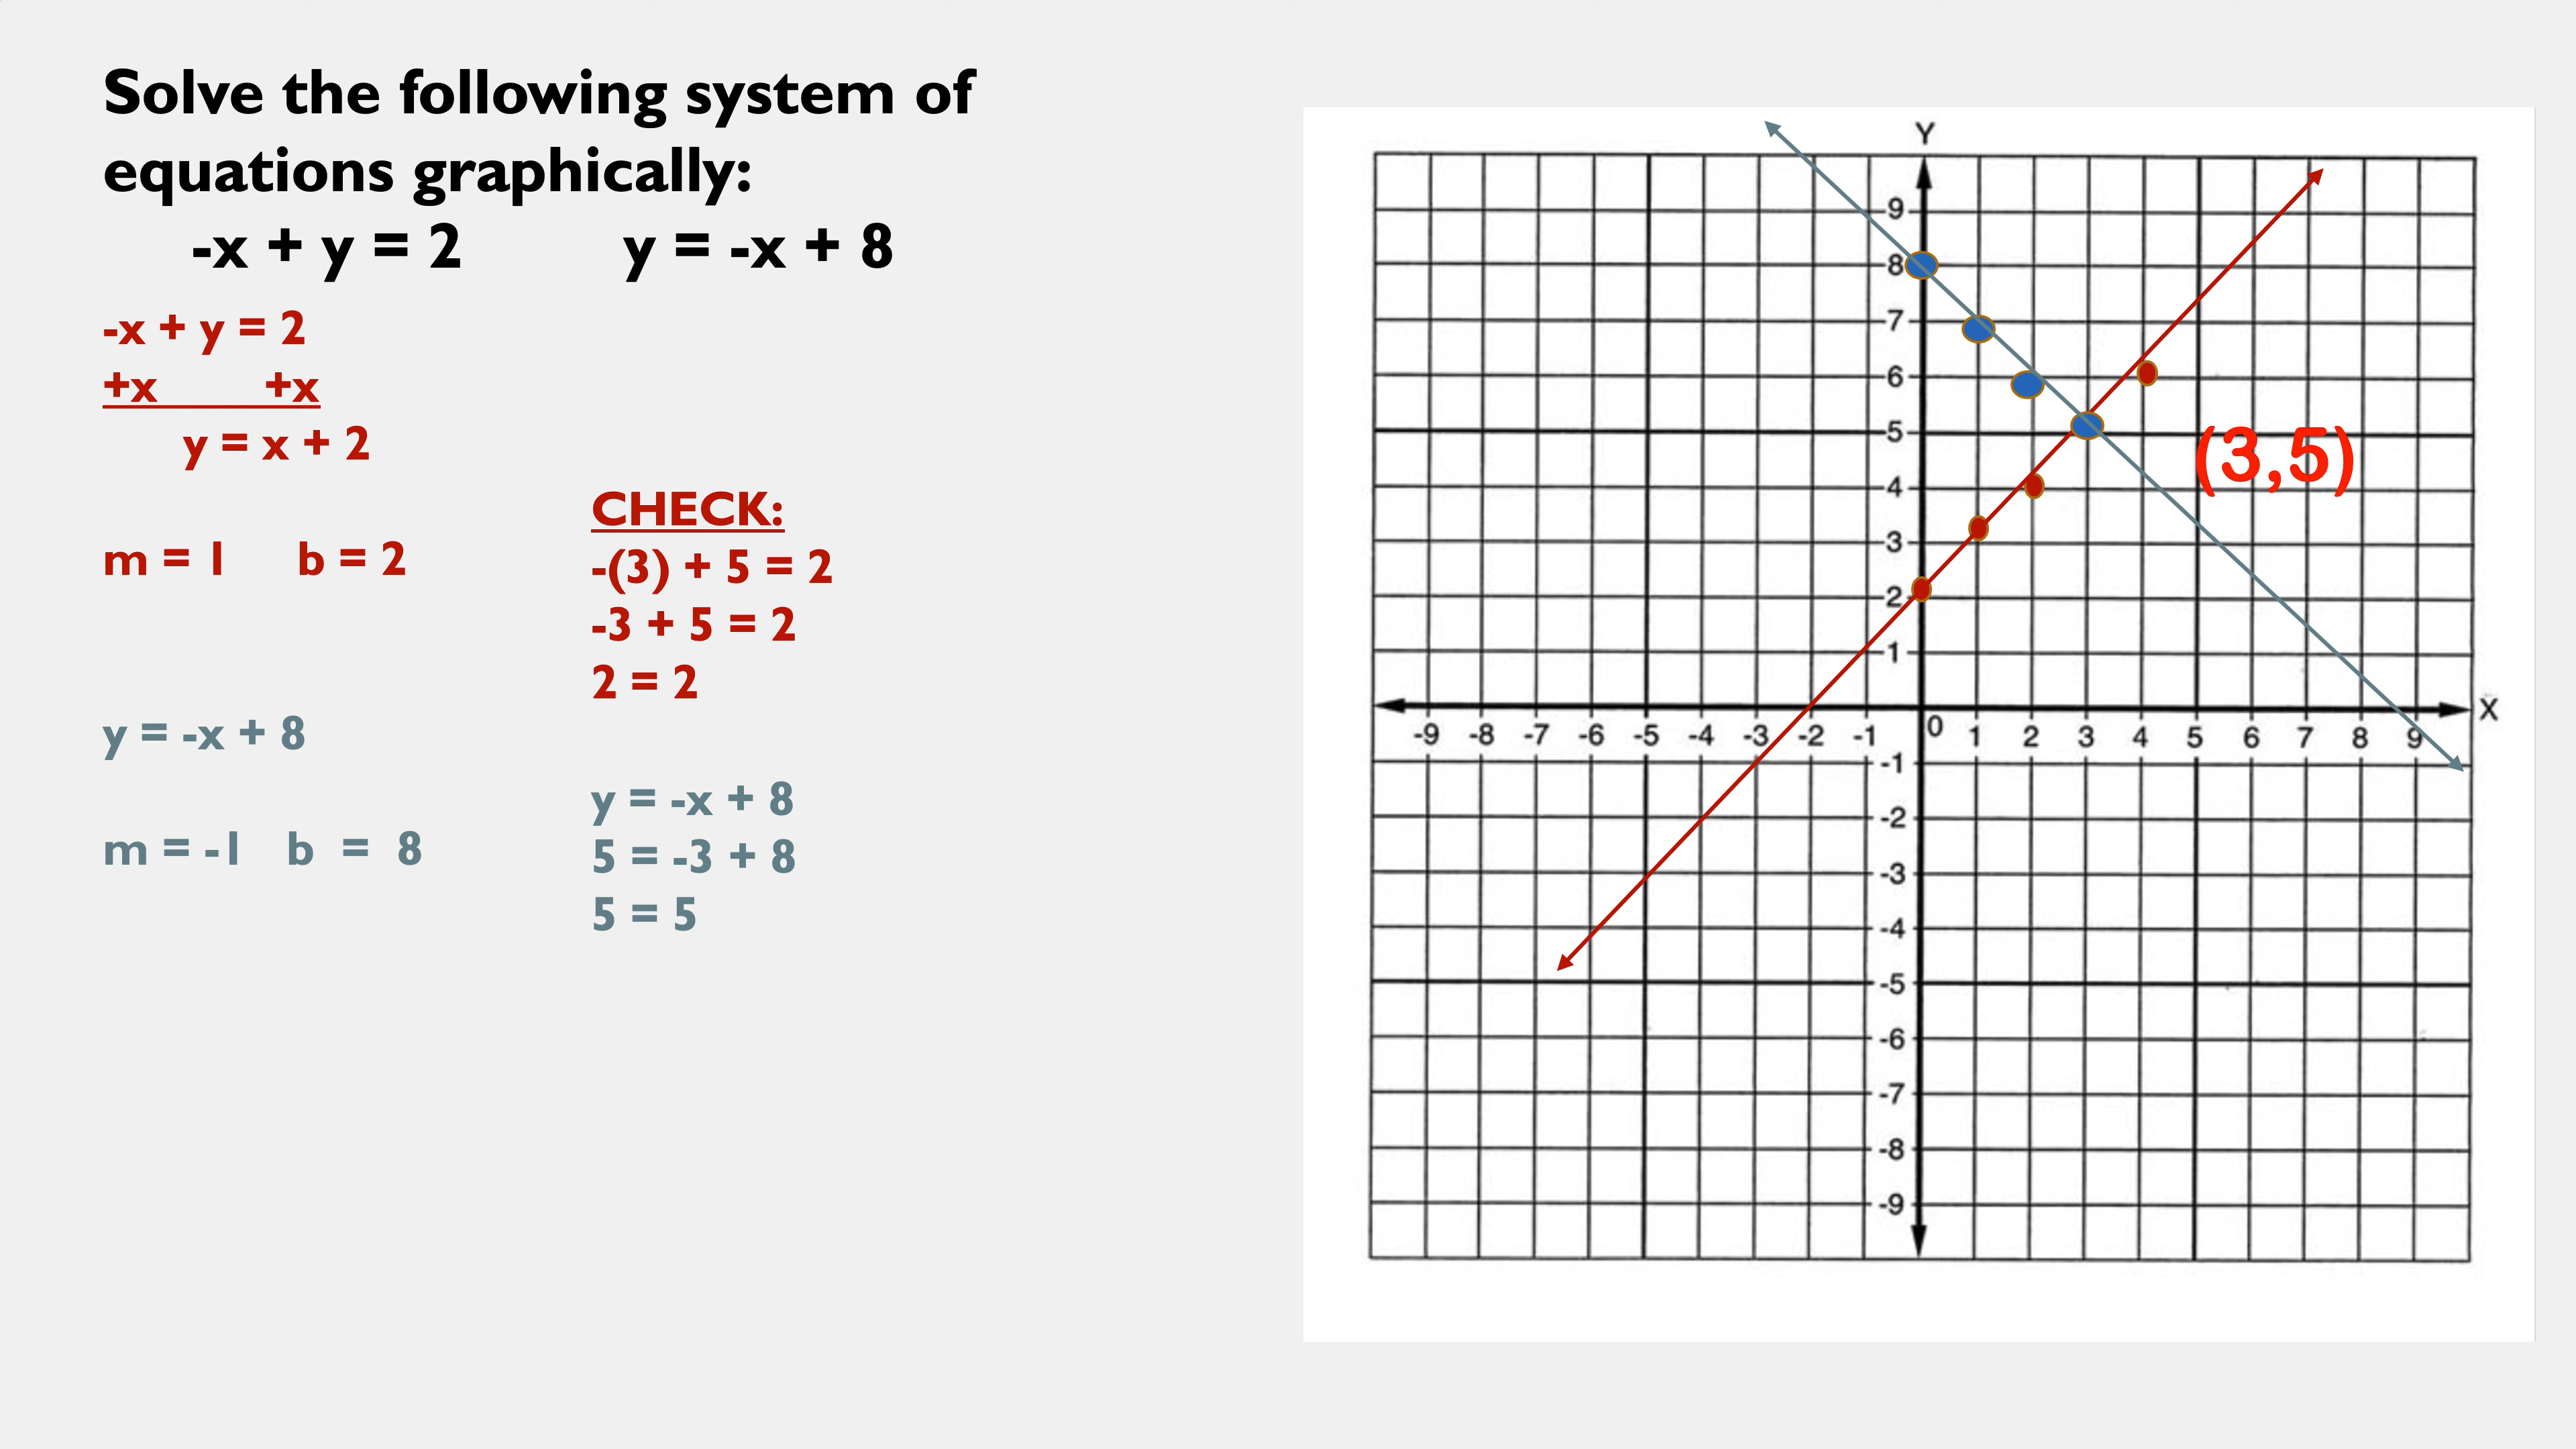 Solve the following system of
equations graphically:
-x + y = 2 y = -x + 8
-x + y = 2
+x +x
y = x + 2
m = 1 b = 2
y = -x + 8
m = -1 b = 8
CHECK:
-(3) + 5 = 2
-3 + 5 = 2
2 = 2
y = -x + 8
5 = -3 + 8
5 = 5
Y
9
8
7
6
5
(3,5)
4
3
2
1
X
-9 -8 -7 -6 -5 -4 -3 -2 -1 0 1 2 3 4 5 6 7 8 9
-1
-2
-3
-4
-5
-6
-7
-8
-9